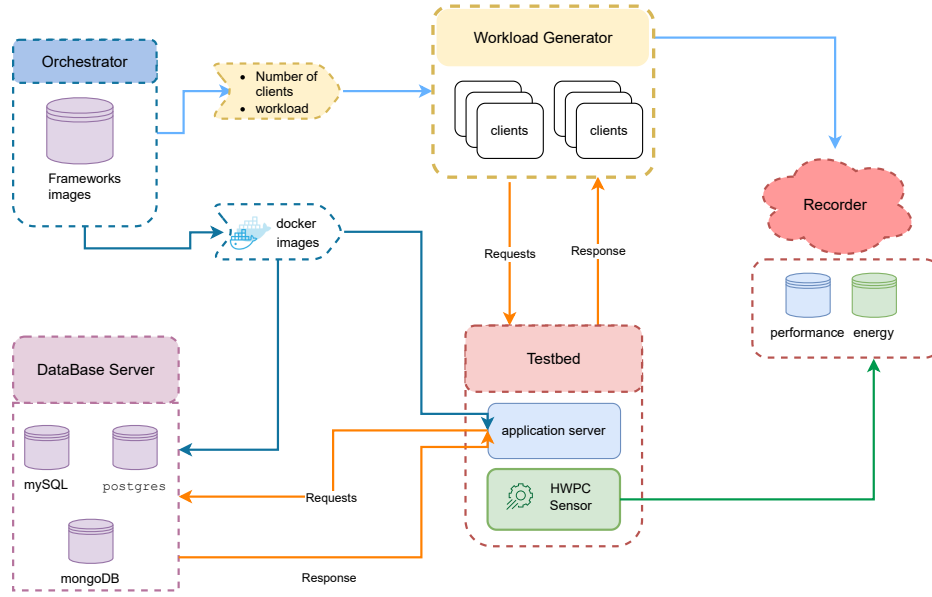 Orchestrator
Frameworks
images
Number of
clients
workload
Workload Generator
clients
clients
Recorder
performance
energy
docker
images
Requests
Response
DataBase Server
mySQL
postgres
mongoDB
Testbed
application server
HWPC
Sensor
Requests
Response